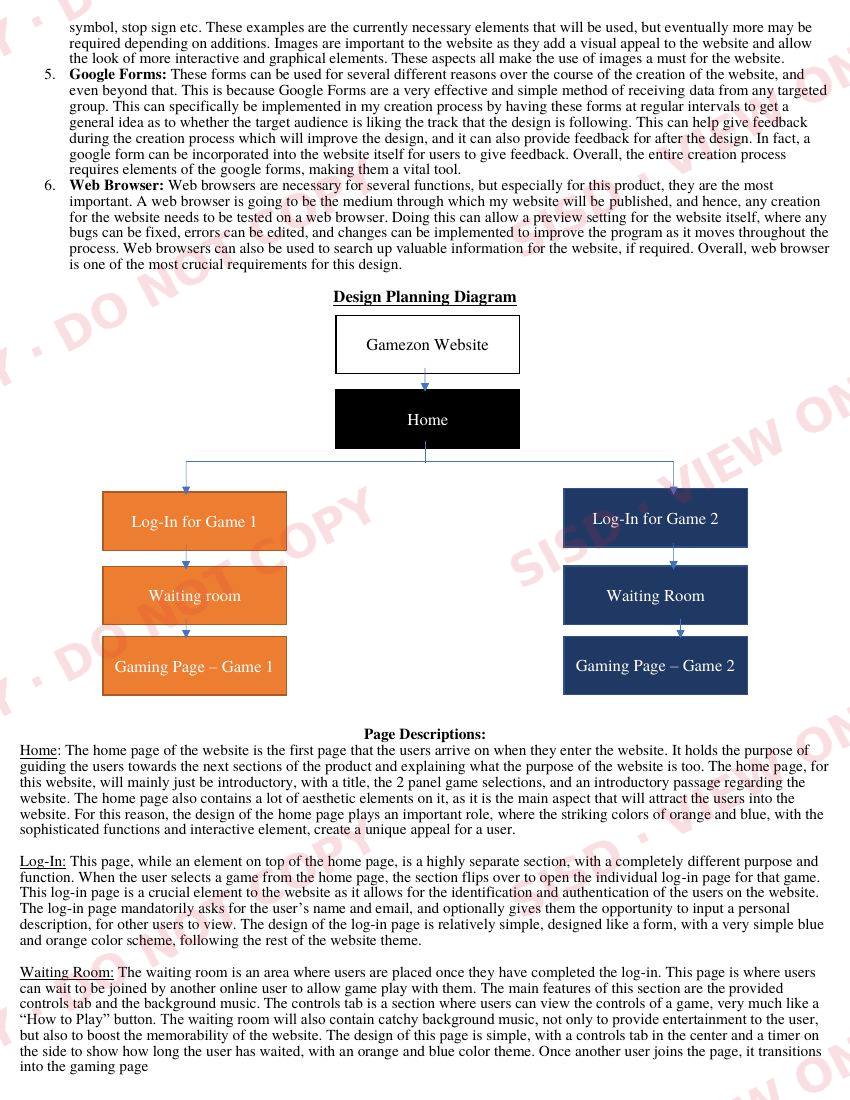 symbol, stop sign etc. These examples are the currently necessary elements that will be used, but eventually more may be
required depending on additions. Images are important to the website as they add a visual appeal to the website and allow
the look of more interactive and graphical elements. These aspects all make the use of images a must for the website.
5. Google Forms: These forms can be used for several different reasons over the course of the creation of the website, and
even beyond that. This is because Google Forms are a very effective and simple method of receiving data from any targeted
group. This can specifically be implemented in my creation process by having these forms at regular intervals to get a
general idea as to whether the target audience is liking the track that the design is following. This can help give feedback
during the creation process which will improve the design, and it can also provide feedback for after the design. In fact, a
google form can be incorporated into the website itself for users to give feedback. Overall, the entire creation process
requires elements of the google forms, making them a vital tool.
6. Web Browser: Web browsers are necessary for several functions, but especially for this product, they are the most
important. A web browser is going to be the medium through which my website will be published, and hence, any creation
for the website needs to be tested on a web browser. Doing this can allow a preview setting for the website itself, where any
bugs can be fixed, errors can be edited, and changes can be implemented to improve the program as it moves throughout the
process. Web browsers can also be used to search up valuable information for the website, if required. Overall, web browser
is one of the most crucial requirements for this design.
Design Planning Diagram
Gamezon Website
Home
Log-In for Game 1
Log-In for Game 2
Waiting room
Waiting Room
Gaming Page – Game 1
Gaming Page – Game 2
Page Descriptions:
Home: The home page of the website is the first page that the users arrive on when they enter the website. It holds the purpose of
guiding the users towards the next sections of the product and explaining what the purpose of the website is too. The home page, for
this website, will mainly just be introductory, with a title, the 2 panel game selections, and an introductory passage regarding the
website. The home page also contains a lot of aesthetic elements on it, as it is the main aspect that will attract the users into the
website. For this reason, the design of the home page plays an important role, where the striking colors of orange and blue, with the
sophisticated functions and interactive element, create a unique appeal for a user.
Log-In: This page, while an element on top of the home page, is a highly separate section, with a completely different purpose and
function. When the user selects a game from the home page, the section flips over to open the individual log-in page for that game.
This log-in page is a crucial element to the website as it allows for the identification and authentication of the users on the website.
The log-in page mandatorily asks for the user’s name and email, and optionally gives them the opportunity to input a personal
description, for other users to view. The design of the log-in page is relatively simple, designed like a form, with a very simple blue
and orange color scheme, following the rest of the website theme.
Waiting Room: The waiting room is an area where users are placed once they have completed the log-in. This page is where users
can wait to be joined by another online user to allow game play with them. The main features of this section are the provided
controls tab and the background music. The controls tab is a section where users can view the controls of a game, very much like a
“How to Play” button. The waiting room will also contain catchy background music, not only to provide entertainment to the user,
but also to boost the memorability of the website. The design of this page is simple, with a controls tab in the center and a timer on
the side to show how long the user has waited, with an orange and blue color theme. Once another user joins the page, it transitions
into the gaming page
Y · DO NOT COPY
SISD · VIEW ON
Y · DO NOT COPY
SISD · VIEW ON
Y · DO NOT COPY
SISD · VIEW ON